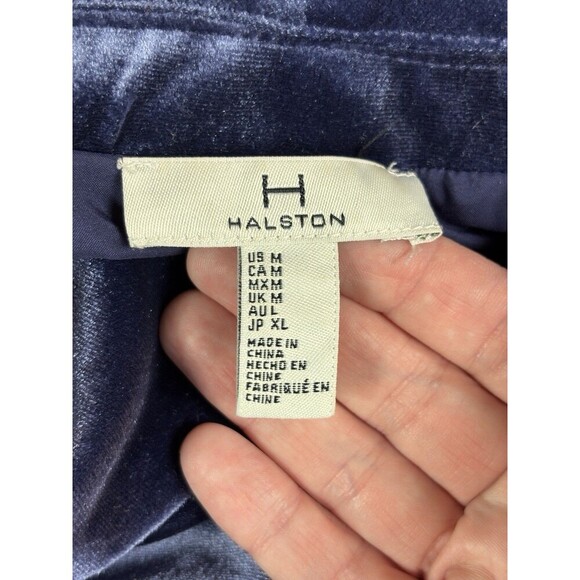 H
HALSTON
US M
CA M
MX M
UK M
AU L
JP XL
MADE IN
CHINA
HECHO EN
CHINE
FABRIQUÉ EN
CHINE